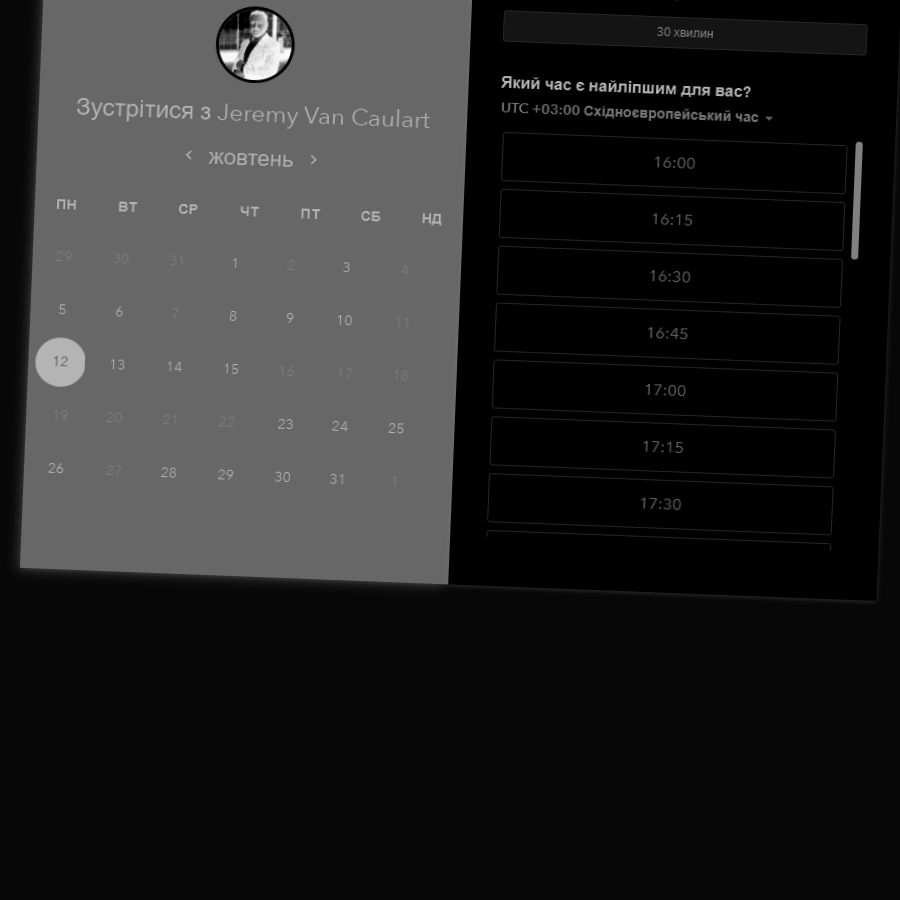 Зустрітися з Jeremy Van Caulart
жовтень
ПН ВТ СР ЧТ ПТ СБ НД
29 30 31 1 2 3 4
5 6 7 8 9 10 11
12 13 14 15 16 17 18
19 20 21 22 23 24 25
26 27 28 29 30 31 1
30 хвилин
Який час є найліпшим для вас?
UTC +03:00 Східноєвропейський час
16:00
16:15
16:30
16:45
17:00
17:15
17:30